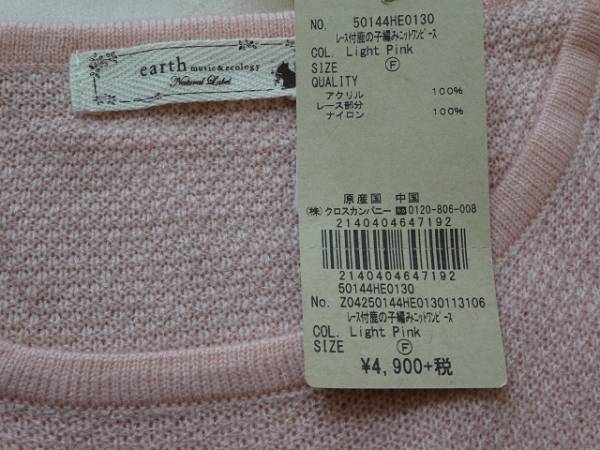 earth music & ecology
Natural Label
NO. 50144HE0130
レース付鹿の子編みニットワンピース
COL. Light Pink
SIZE F
QUALITY
アクリル 100%
レース部分
ナイロン 100%
原産国 中国
(株)クロスカンパニー 0120-806-008
2140404647192
2140404647192
50144HE0130
No. Z04250144HE0130113106
レース付鹿の子編みニットワンピース
COL. Light Pink
SIZE F
¥4,900+税